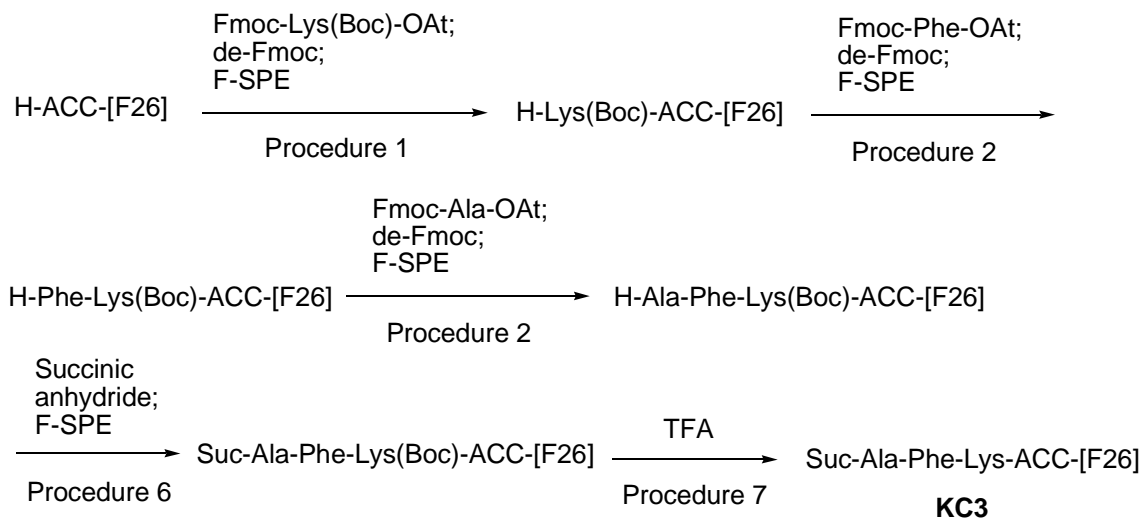 Fmoc-Lys(Boc)-OAt;
de-Fmoc;
F-SPE
H-ACC-[F26]
Procedure 1
H-Lys(Boc)-ACC-[F26]
Fmoc-Phe-OAt;
de-Fmoc;
F-SPE
Procedure 2
H-Phe-Lys(Boc)-ACC-[F26]
Fmoc-Ala-OAt;
de-Fmoc;
F-SPE
Procedure 2
H-Ala-Phe-Lys(Boc)-ACC-[F26]
Succinic
anhydride;
F-SPE
Procedure 6
Suc-Ala-Phe-Lys(Boc)-ACC-[F26]
TFA
Procedure 7
Suc-Ala-Phe-Lys-ACC-[F26]
KC3